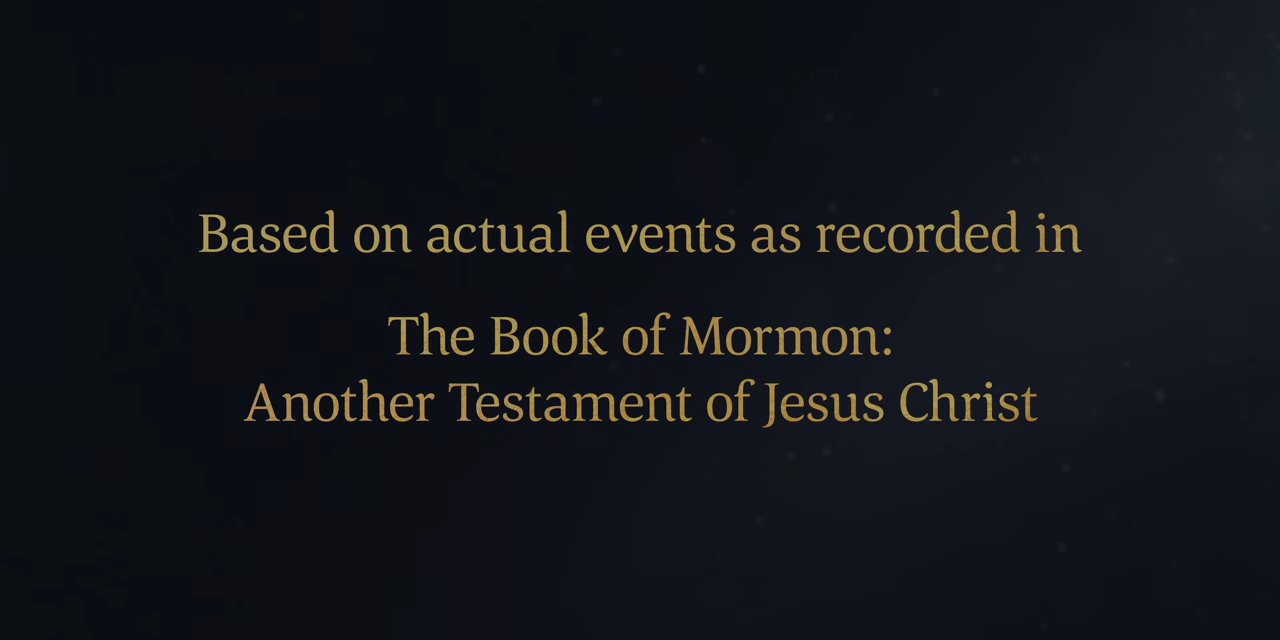 Based on actual events as recorded in
The Book of Mormon:
Another Testament of Jesus Christ